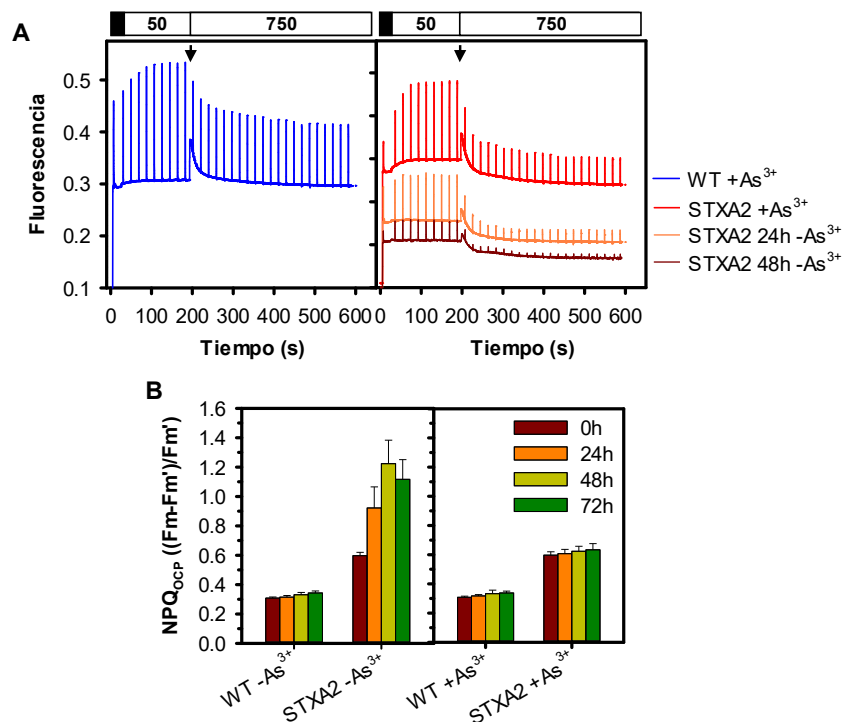 A
50 750 50 750
Fluorescencia
0.5
0.4
0.3
0.2
0.1
0 100 200 300 400 500 600
Tiempo (s)
0 100 200 300 400 500 600
Tiempo (s)
WT +As³⁺
STXA2 +As³⁺
STXA2 24h -As³⁺
STXA2 48h -As³⁺
B
NPQOCP ((Fm-Fm')/Fm')
1.6
1.4
1.2
1.0
0.8
0.6
0.4
0.2
0.0
0h
24h
48h
72h
WT -As³⁺
STXA2 -As³⁺
WT +As³⁺
STXA2 +As³⁺